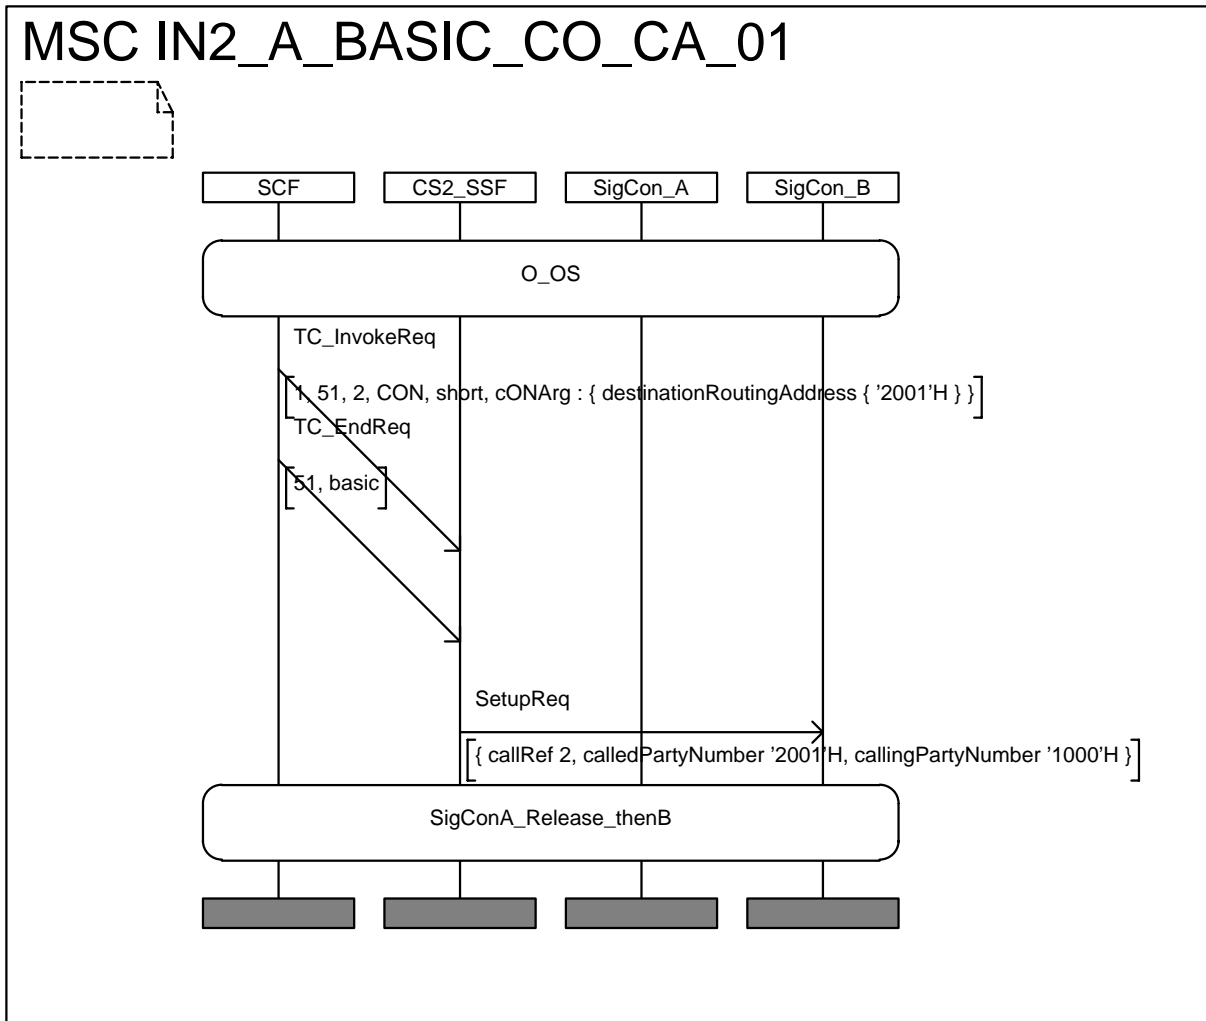 MSC IN2_A_BASIC_CO_CA_01
SCF CS2_SSF SigCon_A SigCon_B
O_OS
TC_InvokeReq
1, 51, 2, CON, short, cONArg : { destinationRoutingAddress { '2001'H } }
TC_EndReq
51, basic
SetupReq
{ callRef 2, calledPartyNumber '2001'H, callingPartyNumber '1000'H }
SigConA_Release_thenB